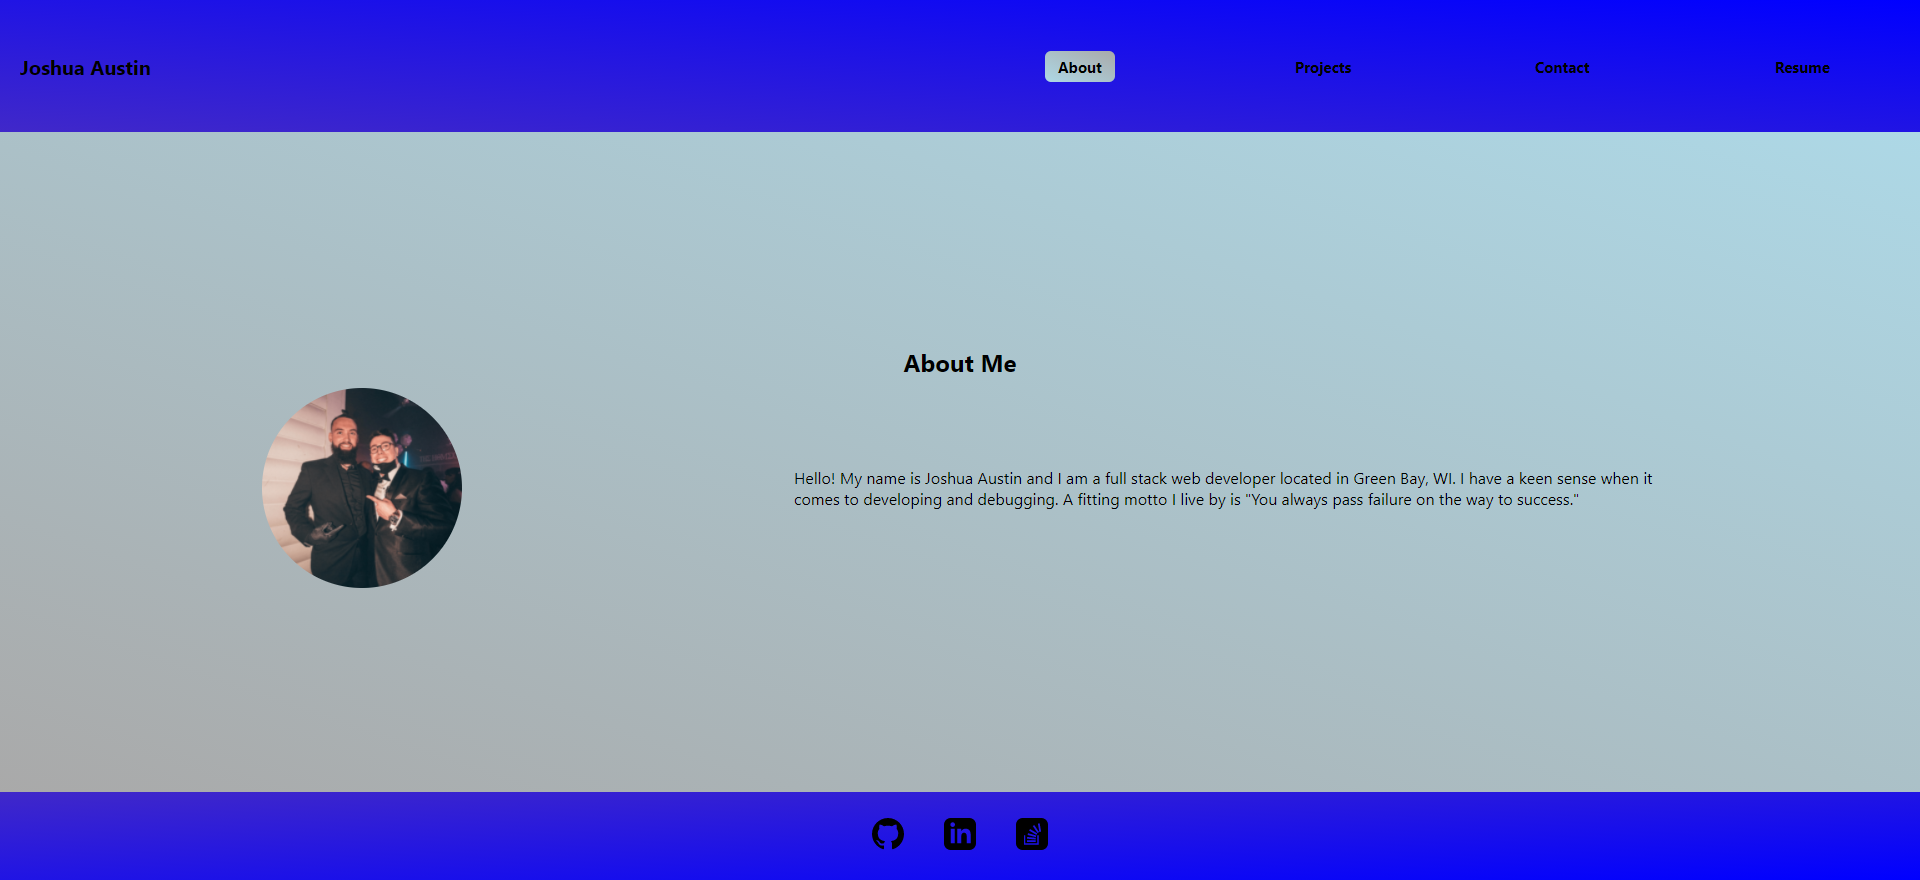 Joshua Austin
About
Projects
Contact
Resume
About Me
Hello! My name is Joshua Austin and I am a full stack web developer located in Green Bay, WI. I have a keen sense when it
comes to developing and debugging. A fitting motto I live by is "You always pass failure on the way to success."
in